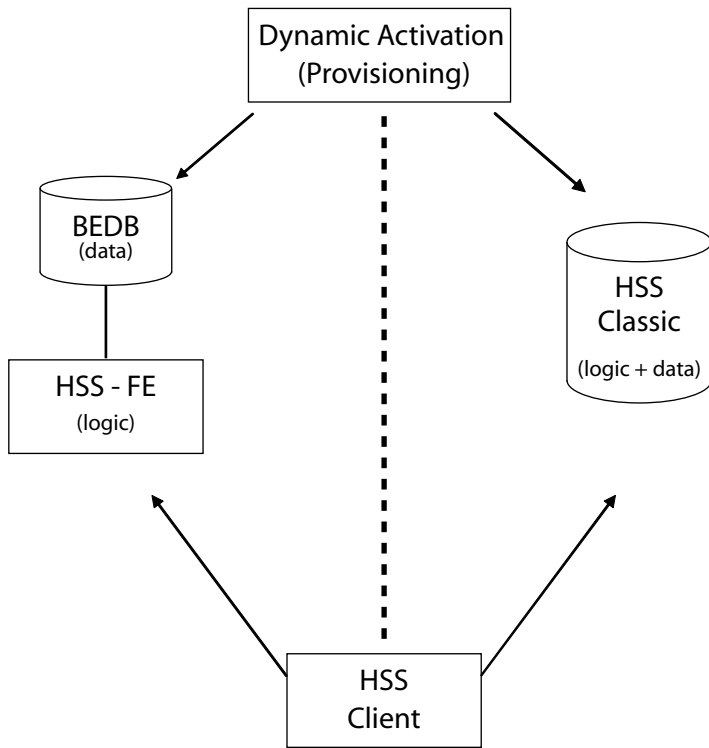 Dynamic Activation
(Provisioning)
BEDB
(data)
HSS - FE
(logic)
HSS
Classic
(logic + data)
HSS
Client